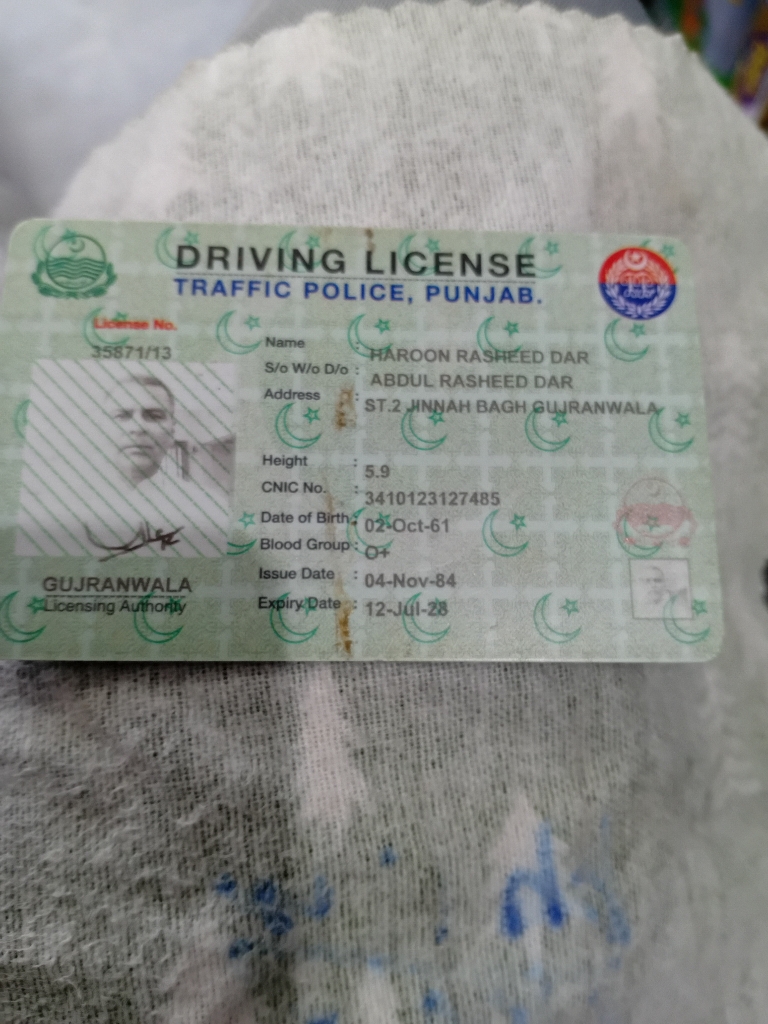 DRIVING LICENSE
TRAFFIC POLICE, PUNJAB.
License No.
35871/13
Name : HAROON RASHEED DAR
S/o W/o D/o : ABDUL RASHEED DAR
Address : ST.2 JINNAH BAGH GUJRANWALA
Height : 5.9
CNIC No. : 3410123127485
Date of Birth : 02-Oct-61
Blood Group : O+
Issue Date : 04-Nov-84
Expiry Date : 12-Jul-28
GUJRANWALA
Licensing Authority